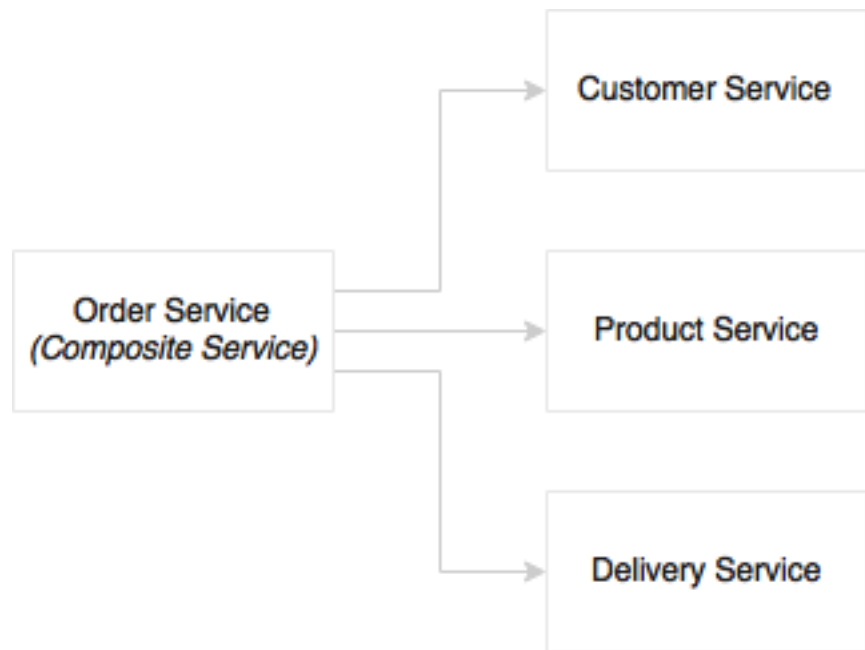 Customer Service
Order Service
(Composite Service)
Product Service
Delivery Service